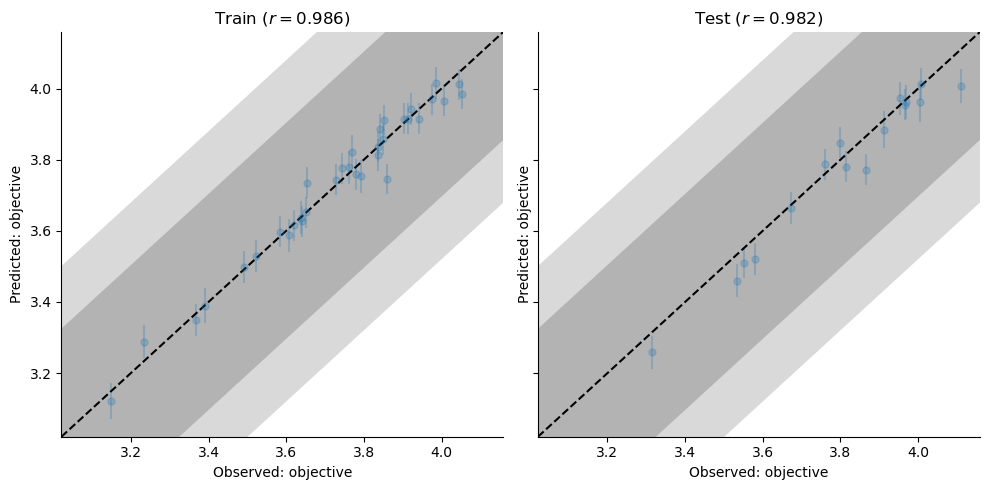 Train (r = 0.986)
Test (r = 0.982)
Predicted: objective
4.0
3.8
3.6
3.4
3.2
3.2
3.4
3.6
3.8
4.0
Observed: objective
Predicted: objective
3.2
3.4
3.6
3.8
4.0
Observed: objective